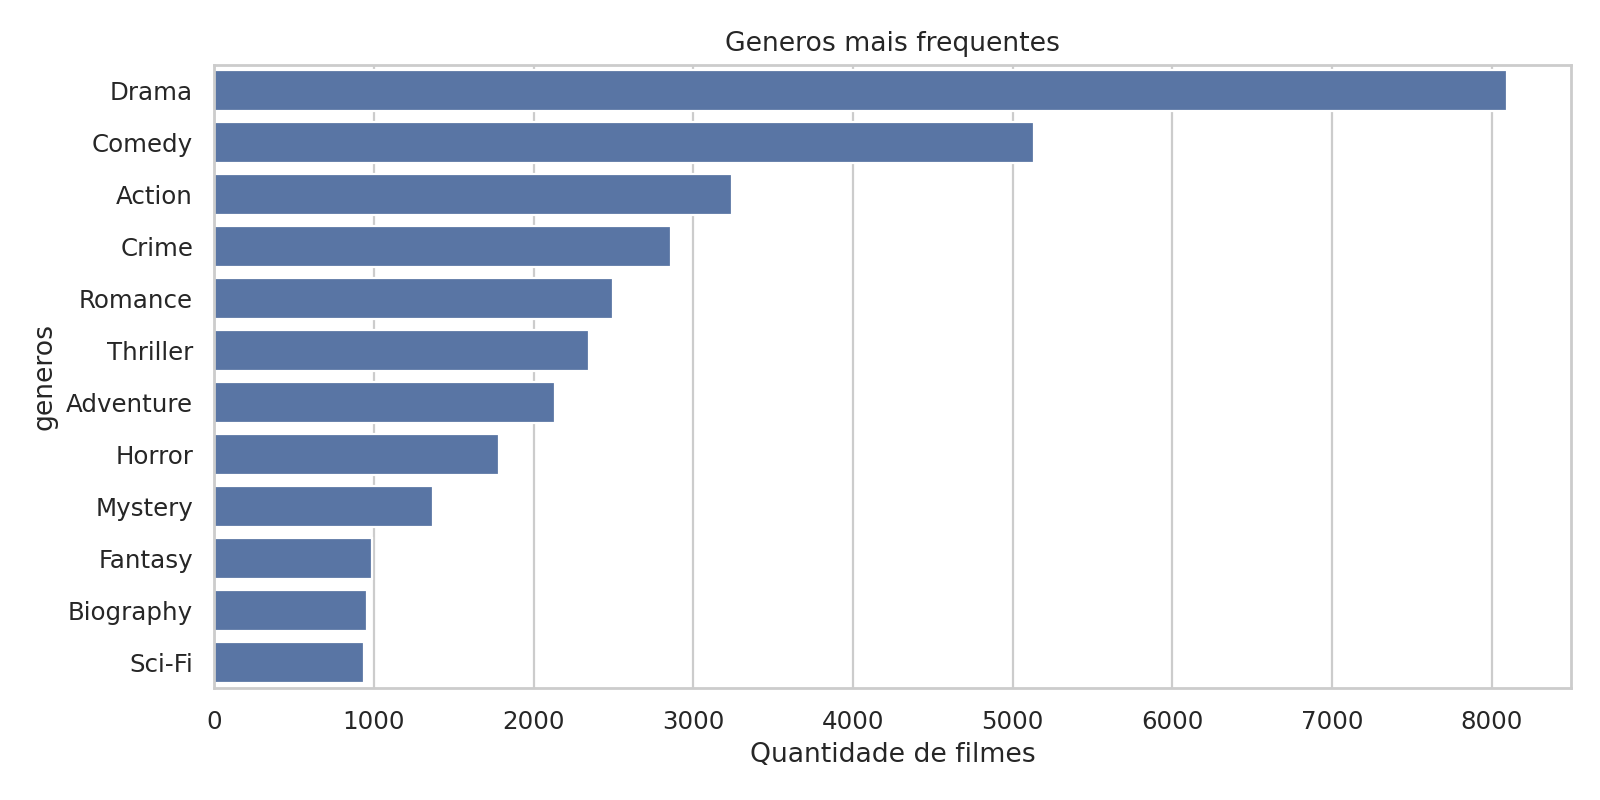 Generos mais frequentes
Drama
Comedy
Action
Crime
Romance
Thriller
Adventure
Horror
Mystery
Fantasy
Biography
Sci-Fi
generos
0 1000 2000 3000 4000 5000 6000 7000 8000
Quantidade de filmes